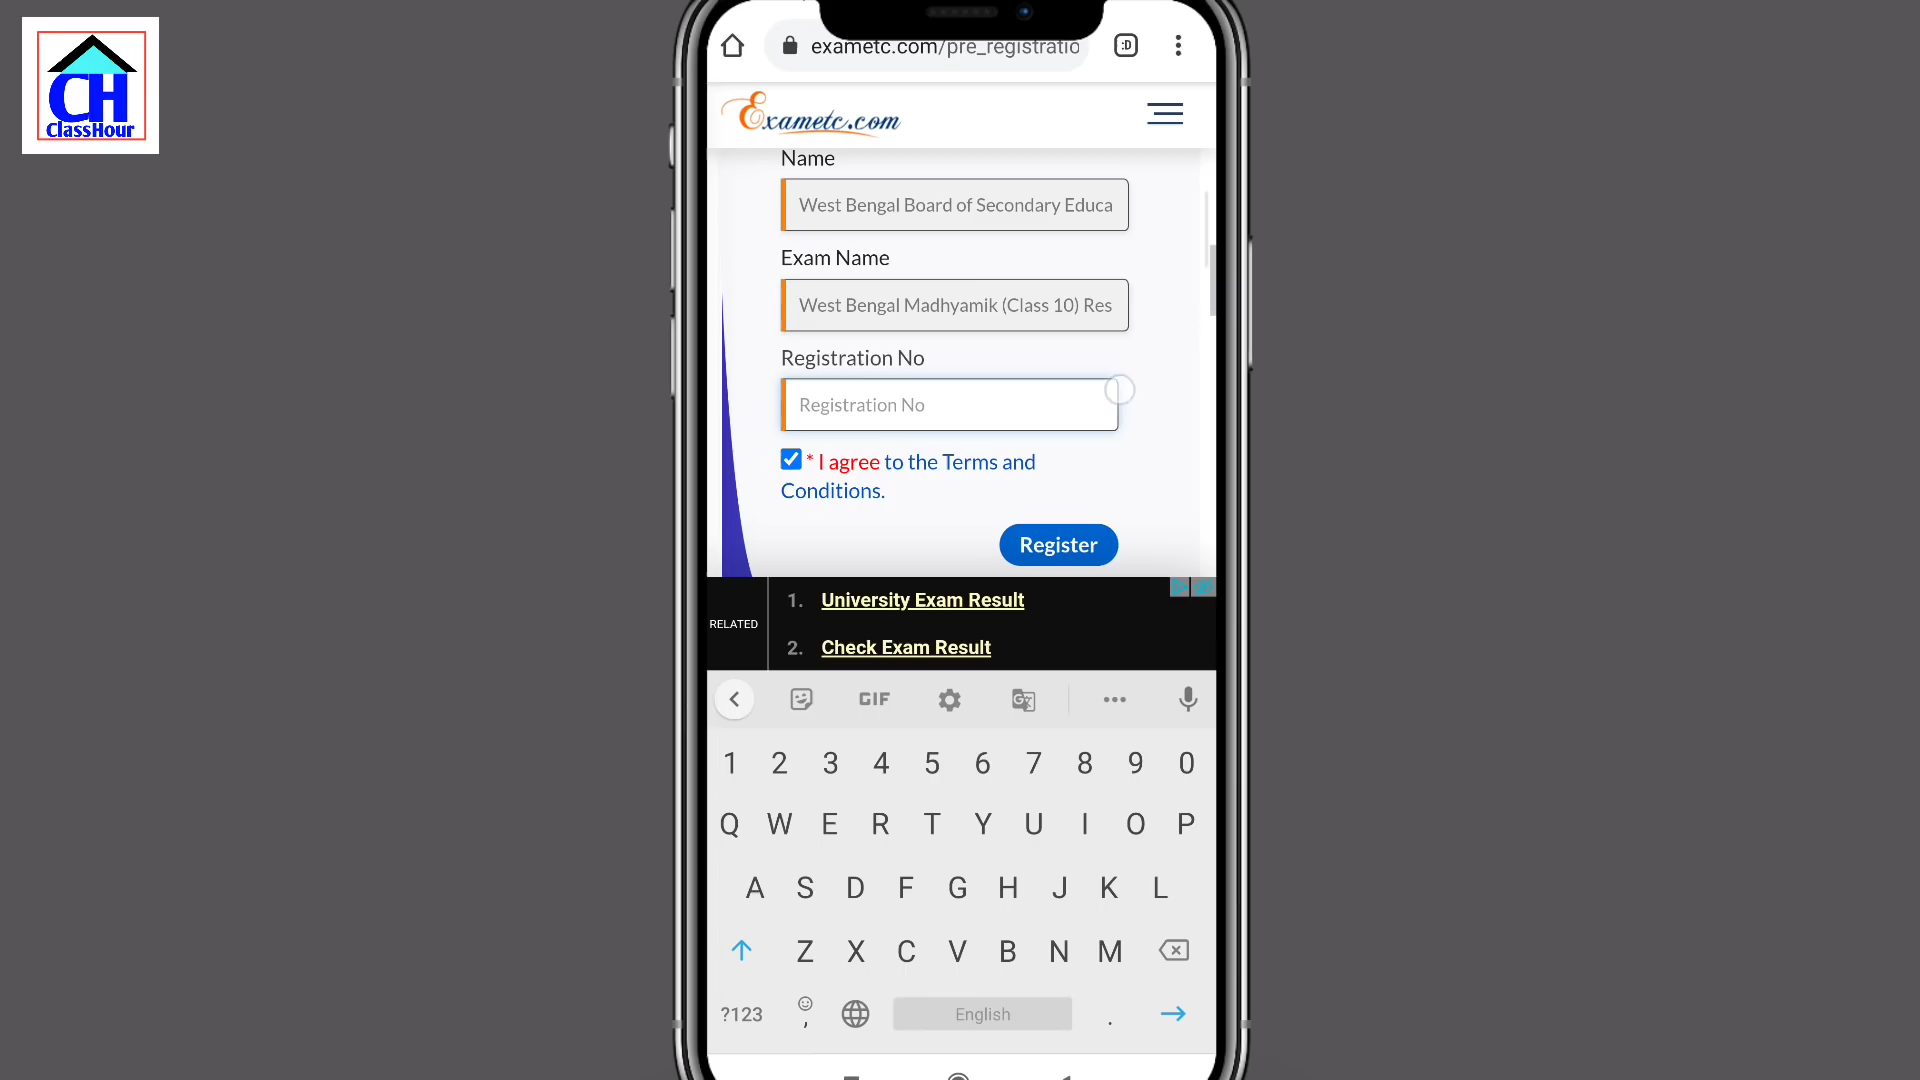 CH
ClassHour
exametc.com/pre_registratio
:D
Exametc.com
Name
West Bengal Board of Secondary Educa
Exam Name
West Bengal Madhyamik (Class 10) Res
Registration No
Registration No
* I agree to the Terms and
Conditions.
Register
RELATED
1. University Exam Result
2. Check Exam Result
GIF
1 2 3 4 5 6 7 8 9 0
Q W E R T Y U I O P
A S D F G H J K L
Z X C V B N M
?123 , English .